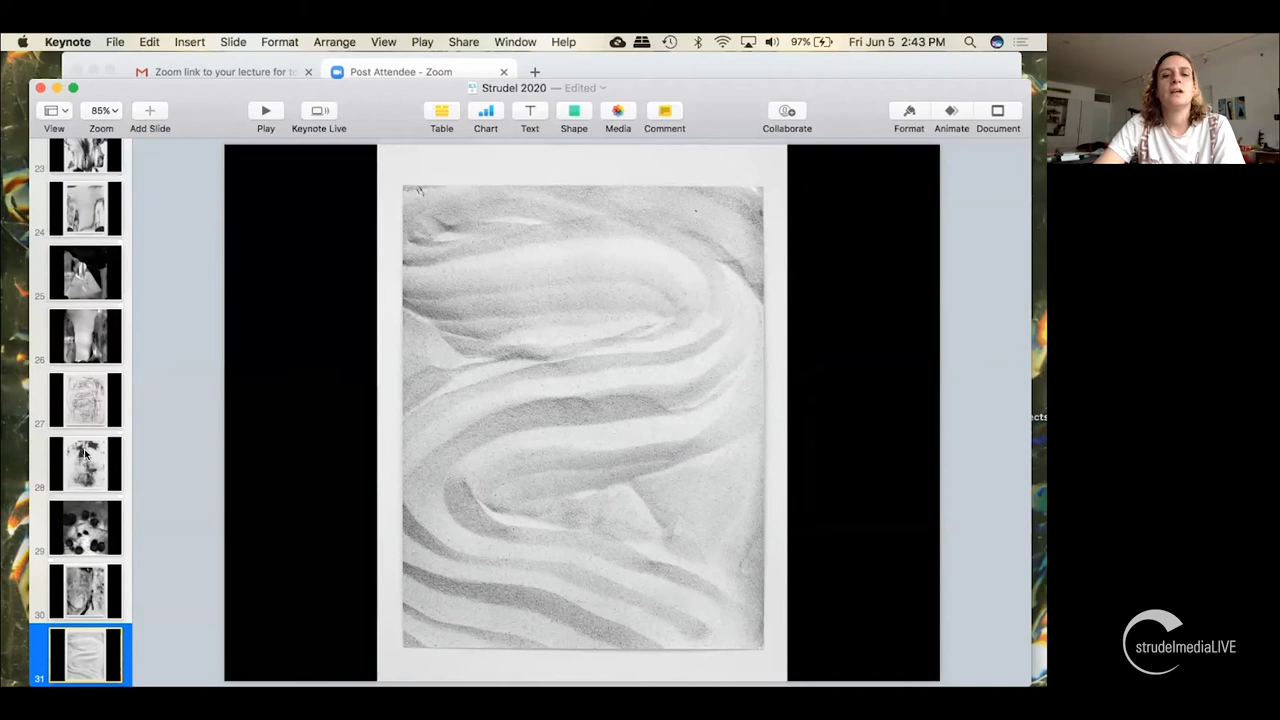 Keynote File Edit Insert Slide Format Arrange View Play Share Window Help 97% Fri Jun 5 2:43 PM
Zoom link to your lecture for to
Post Attendee - Zoom
Strudel 2020 — Edited
85%
View Zoom Add Slide Play Keynote Live Table Chart Text Shape Media Comment Collaborate Format Animate Document
23
24
25
26
27
28
29
30
31
ects
strudelmediaLIVE